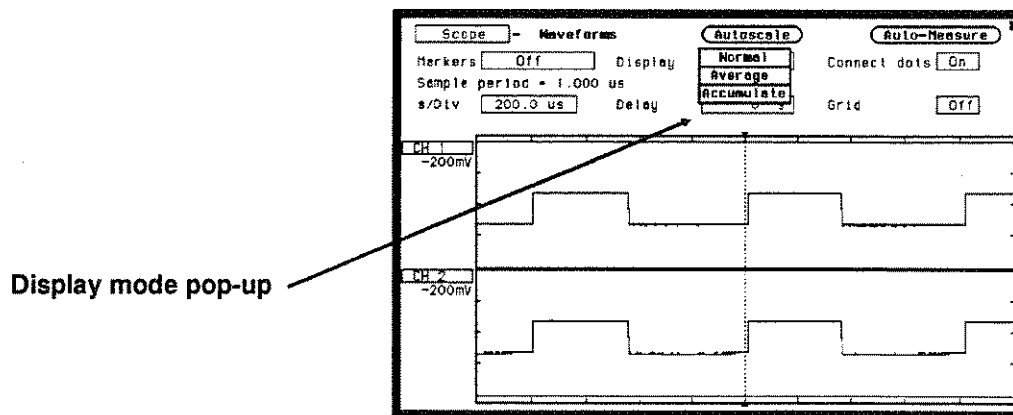 Scope - Waveforms Autoscale Auto-Measure
Markers Off Display Normal Connect dots On
Average
Sample period = 1.000 us
Accumulate
s/Div 200.0 us Delay s Grid Off
CH 1
-200mV
Display mode pop-up
CH 2
-200mV